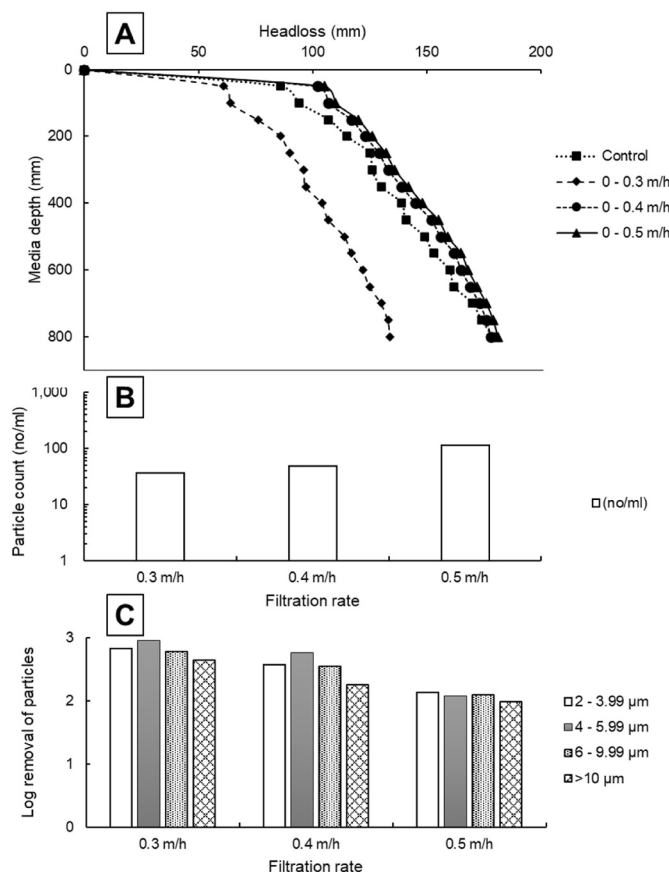 A
Headloss (mm)
0 50 100 150 200
0
200
400
600
800
Media depth (mm)
Control
0 - 0.3 m/h
0 - 0.4 m/h
0 - 0.5 m/h
B
1,000
100
10
1
Particle count (no/ml)
(no/ml)
0.3 m/h 0.4 m/h 0.5 m/h
Filtration rate
C
3
2
1
0
Log removal of particles
2 - 3.99 µm
4 - 5.99 µm
6 - 9.99 µm
>10 µm
0.3 m/h 0.4 m/h 0.5 m/h
Filtration rate